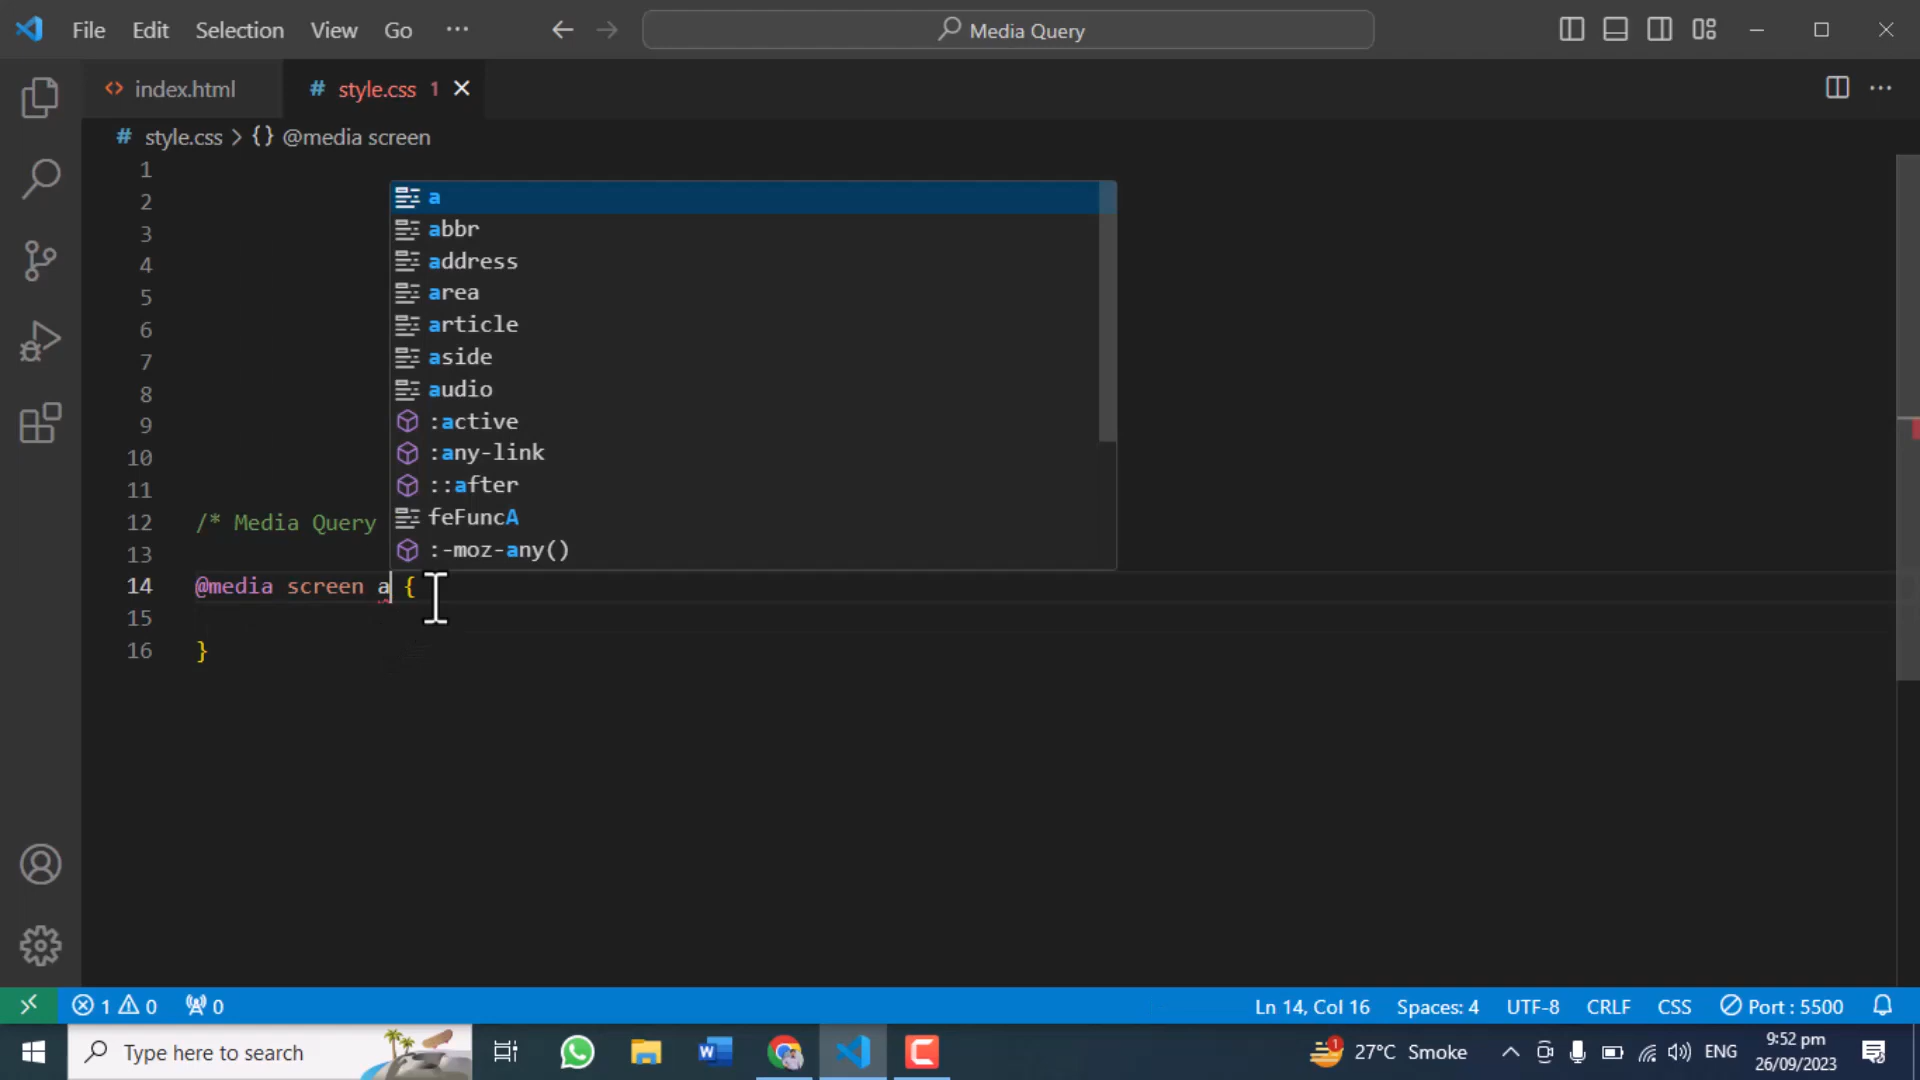 File Edit Selection View Go ··· Media Query
index.html style.css 1
# style.css > {} @media screen
1
2 a
3 abbr
4 address
5 area
6 article
7 aside
8 audio
9 :active
10 :any-link
11 ::after
12 /* Media Query feFuncA
13 :-moz-any()
14 @media screen a {
15
16 }
1 0 0 Ln 14, Col 16 Spaces: 4 UTF-8 CRLF CSS Port : 5500
Type here to search 1 27°C Smoke ENG 9:52 pm
26/09/2023